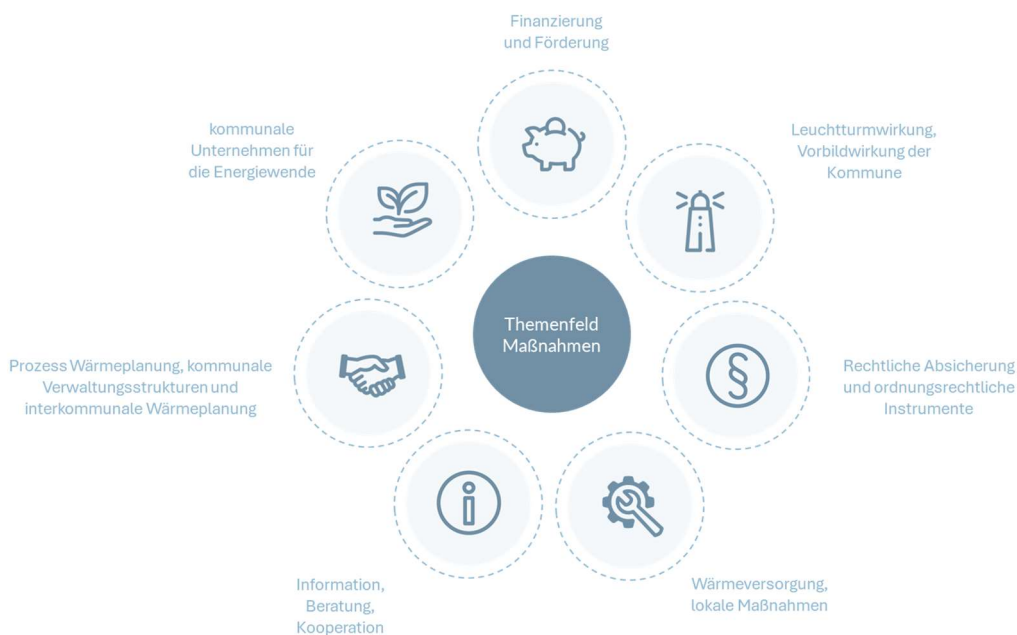 Finanzierung
und Förderung
kommunale
Unternehmen für
die Energiewende
Leuchtturmwirkung,
Vorbildwirkung der
Kommune
Themenfeld
Maßnahmen
Prozess Wärmeplanung, kommunale
Verwaltungsstrukturen und
interkommunale Wärmeplanung
Rechtliche Absicherung
und ordnungsrechtliche
Instrumente
Information,
Beratung,
Kooperation
Wärmeversorgung,
lokale Maßnahmen